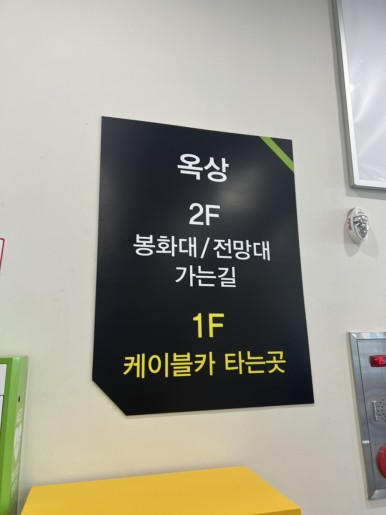 옥상
2F
봉화대/전망대
가는길
1F
케이블카 타는곳